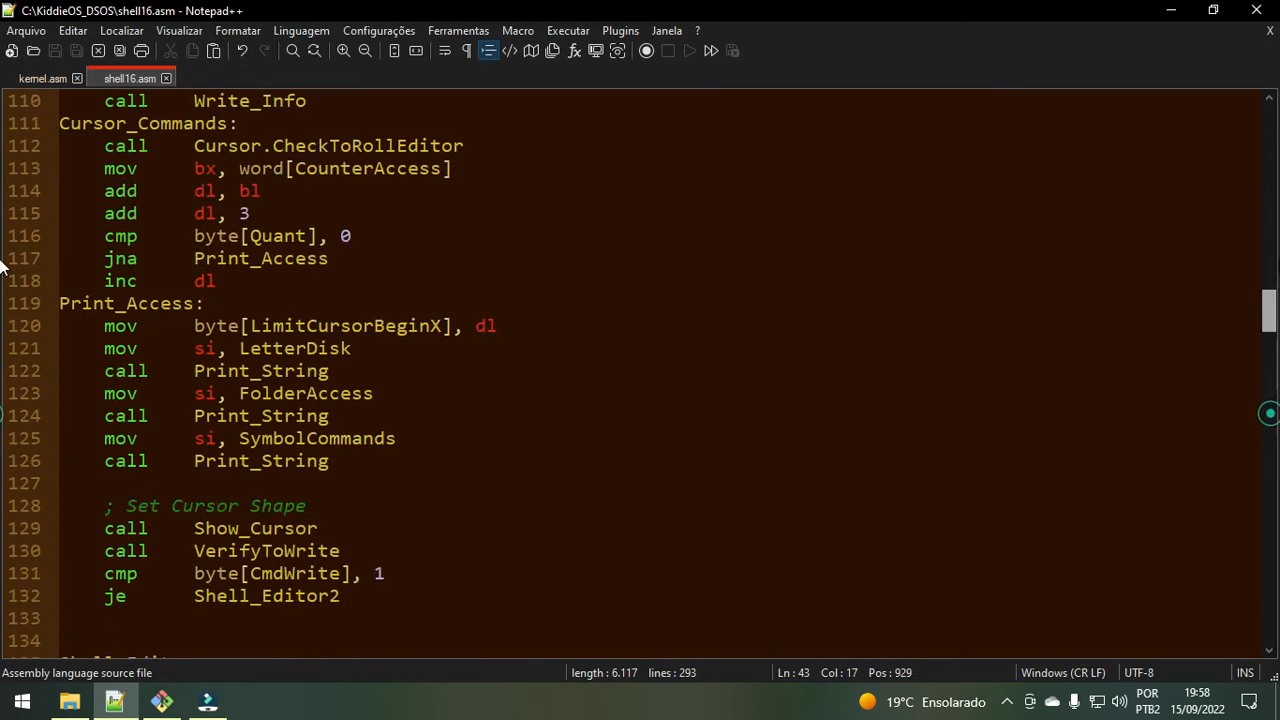 C:\KiddieOS_DSOS\shell16.asm - Notepad++
Arquivo Editar Localizar Visualizar Formatar Linguagem Configurações Ferramentas Macro Executar Plugins Janela ? X
kernel.asm shell16.asm
110 call Write_Info
111 Cursor_Commands:
112 call Cursor.CheckToRollEditor
113 mov bx, word[CounterAccess]
114 add dl, bl
115 add dl, 3
116 cmp byte[Quant], 0
117 jna Print_Access
118 inc dl
119 Print_Access:
120 mov byte[LimitCursorBeginX], dl
121 mov si, LetterDisk
122 call Print_String
123 mov si, FolderAccess
124 call Print_String
125 mov si, SymbolCommands
126 call Print_String
127
128 ; Set Cursor Shape
129 call Show_Cursor
130 call VerifyToWrite
131 cmp byte[CmdWrite], 1
132 je Shell_Editor2
133
134
Assembly language source file length : 6.117 lines : 293 Ln : 43 Col : 17 Pos : 929 Windows (CR LF) UTF-8 INS
19°C Ensolarado POR 19:58
PTB2 15/09/2022